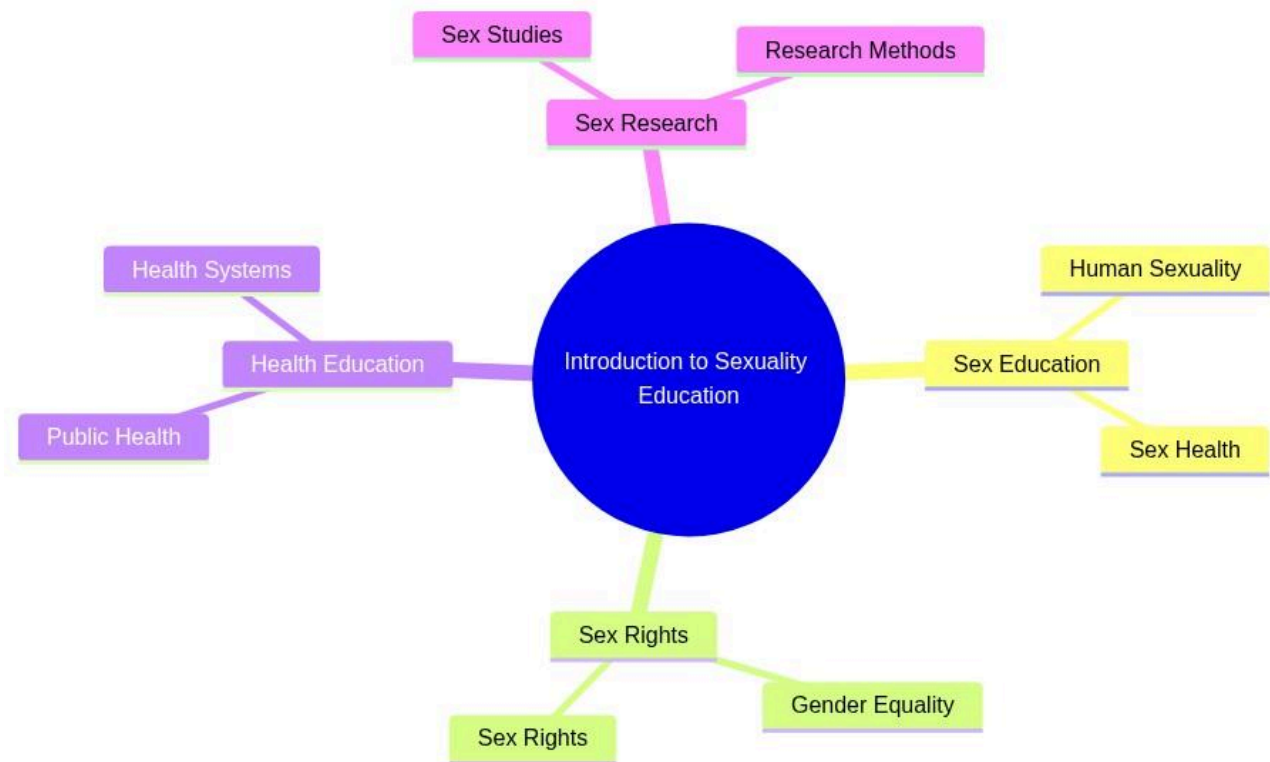 Sex Studies
Research Methods
Sex Research
Health Systems
Human Sexuality
Health Education
Introduction to Sexuality
Education
Sex Education
Public Health
Sex Health
Sex Rights
Gender Equality
Sex Rights